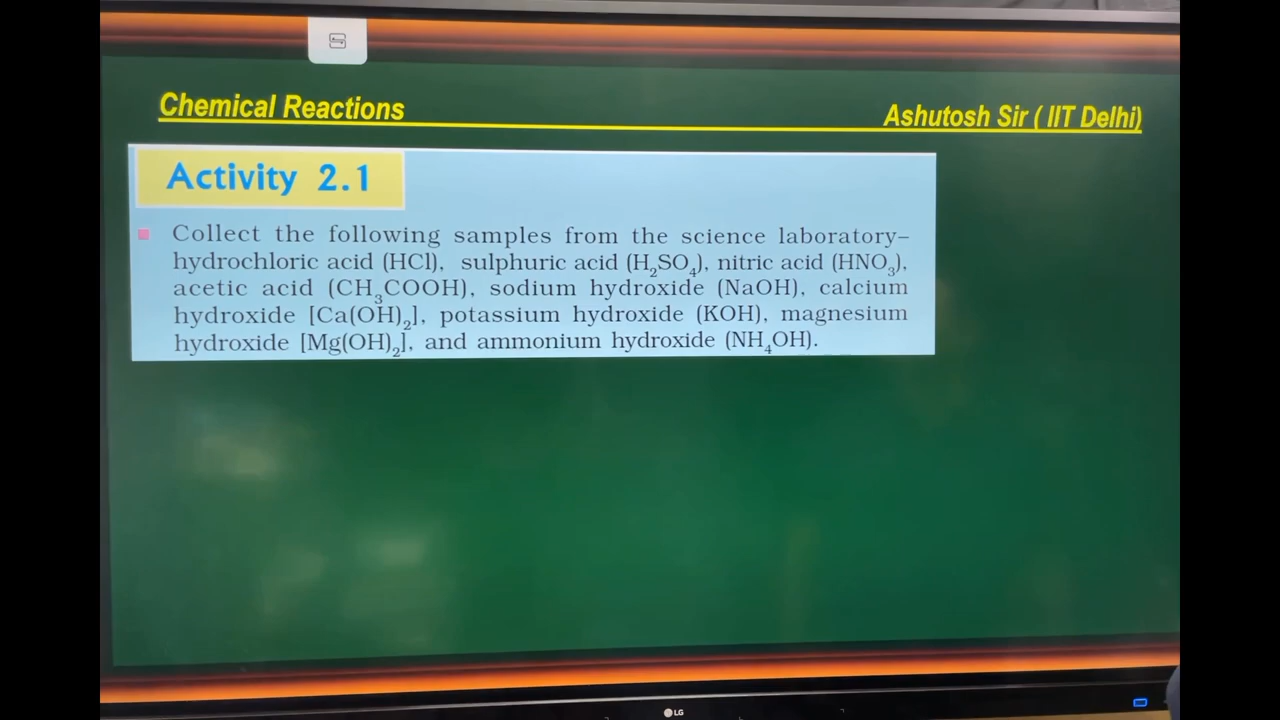 Chemical Reactions
Ashutosh Sir ( IIT Delhi)
Activity 2.1
Collect the following samples from the science laboratory–
hydrochloric acid (HCl), sulphuric acid (H₂SO₄), nitric acid (HNO₃),
acetic acid (CH₃COOH), sodium hydroxide (NaOH), calcium
hydroxide [Ca(OH)₂], potassium hydroxide (KOH), magnesium
hydroxide [Mg(OH)₂], and ammonium hydroxide (NH₄OH).
LG